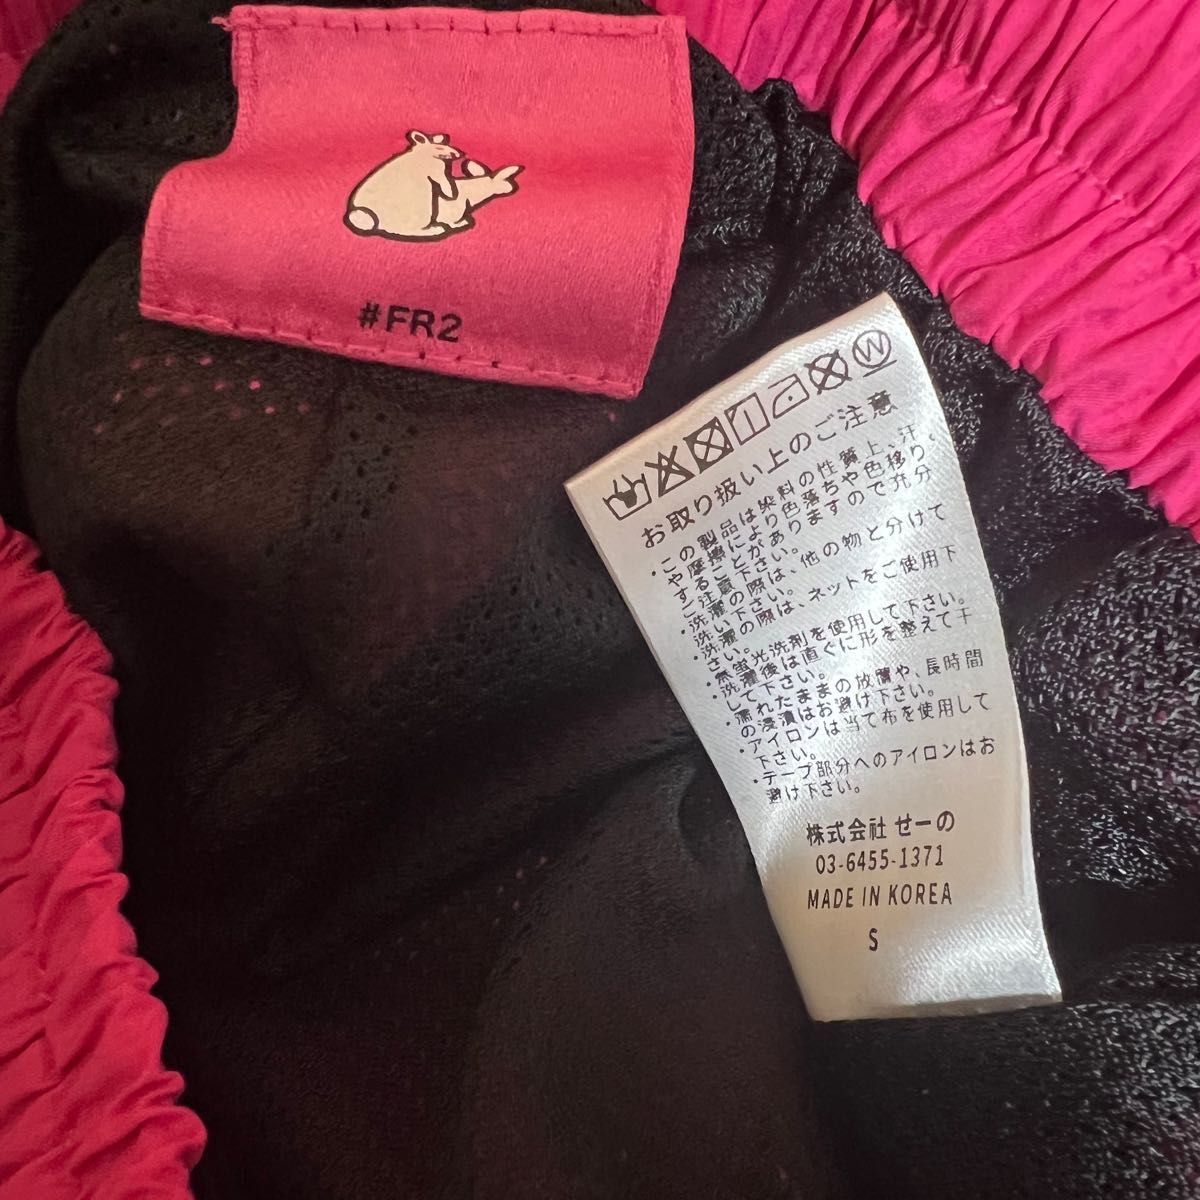 #FR2
W
お取り扱い上のご注意
・この製品は染料の性質上、汗
や摩擦により色落ちや色移り、
することがありますので充分
ご注意下さい。
・洗濯の際は、他の物と分けて
洗い下さい。
・洗濯の際は、ネットをご使用下
さい。
・無蛍光洗剤を使用して下さい。
・洗濯後は直ぐに形を整えて干
して下さい。
・濡れたままの放置や、長時間
の浸漬はお避け下さい。
・アイロンは当て布を使用して
下さい。
・テープ部分へのアイロンはお
避け下さい。
株式会社 せーの
03-6455-1371
MADE IN KOREA
S